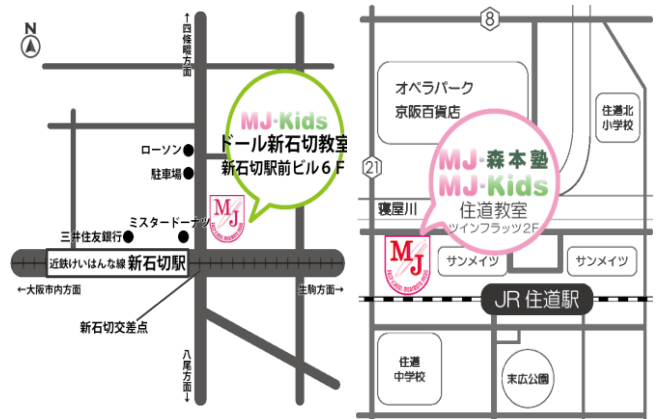 N
↑四條畷方面
MJ·Kids
ドール新石切教室
新石切駅前ビル6F
ローソン
駐車場
MJ
ミスタードーナツ
三井住友銀行
近鉄けいはんな線 新石切駅
←大阪市内方面
生駒方面→
新石切交差点
八尾方面↓
8
オペラパーク
京阪百貨店
住道北
小学校
21
MJ·森本塾
MJ·Kids
住道教室
ツインフラッツ2F
寝屋川
MJ
サンメイツ
サンメイツ
JR 住道駅
住道
中学校
末広公園